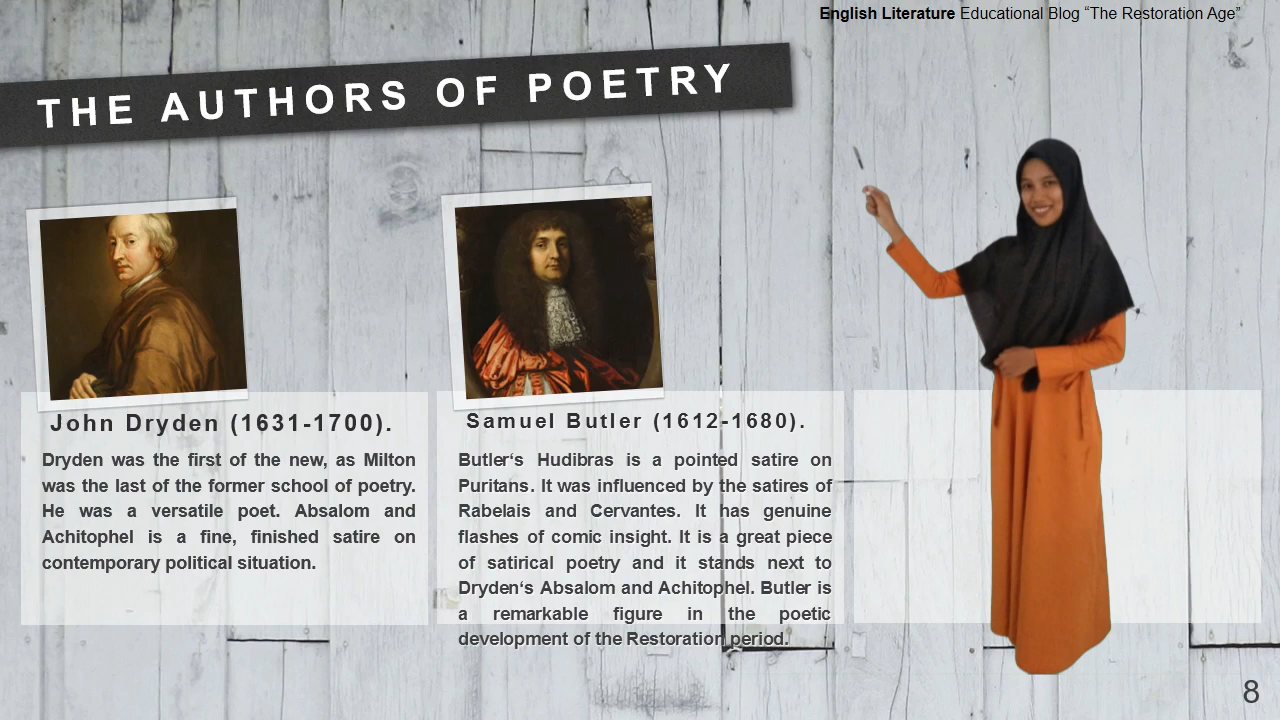 English Literature Educational Blog “The Restoration Age”
THE AUTHORS OF POETRY
John Dryden (1631-1700).
Dryden was the first of the new, as Milton
was the last of the former school of poetry.
He was a versatile poet. Absalom and
Achitophel is a fine, finished satire on
contemporary political situation.
Samuel Butler (1612-1680).
Butler‘s Hudibras is a pointed satire on
Puritans. It was influenced by the satires of
Rabelais and Cervantes. It has genuine
flashes of comic insight. It is a great piece
of satirical poetry and it stands next to
Dryden‘s Absalom and Achitophel. Butler is
a remarkable figure in the poetic
development of the Restoration period.
8